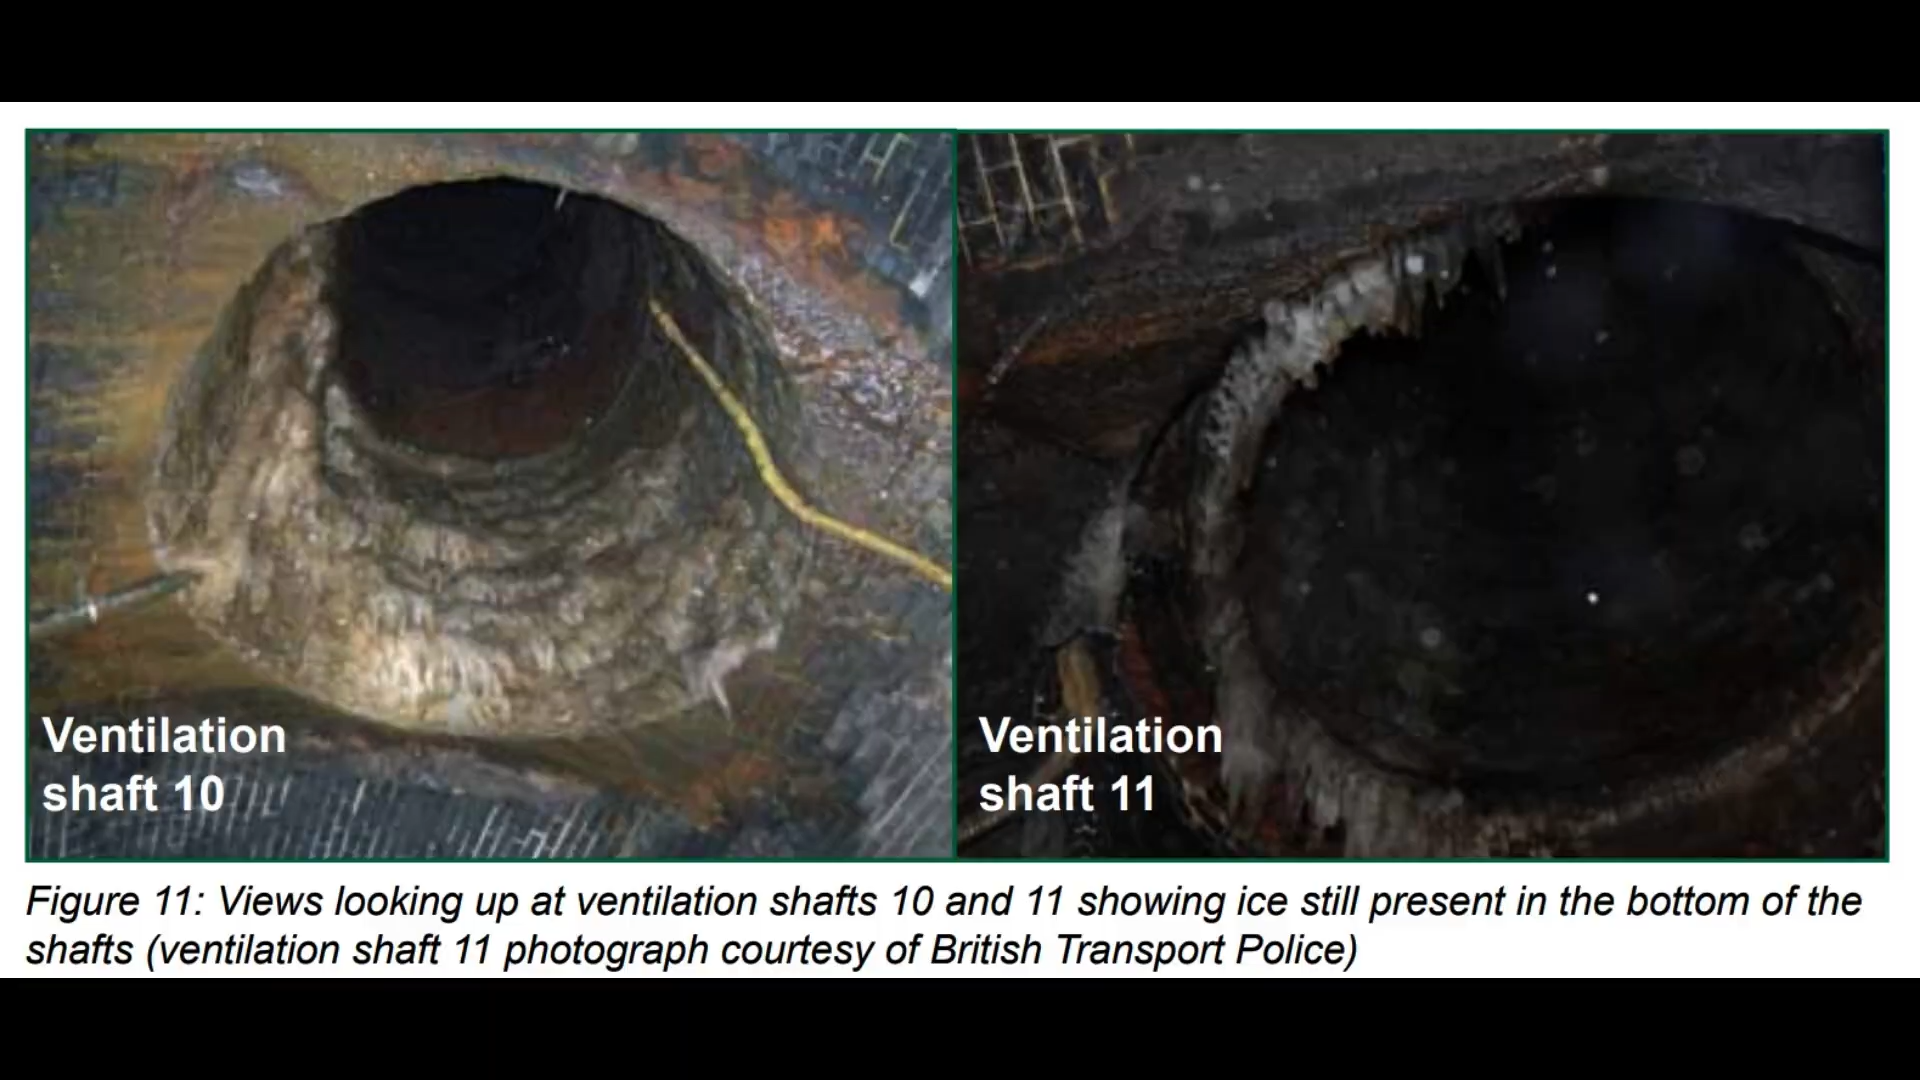 Ventilation
shaft 10
Ventilation
shaft 11
Figure 11: Views looking up at ventilation shafts 10 and 11 showing ice still present in the bottom of the
shafts (ventilation shaft 11 photograph courtesy of British Transport Police)